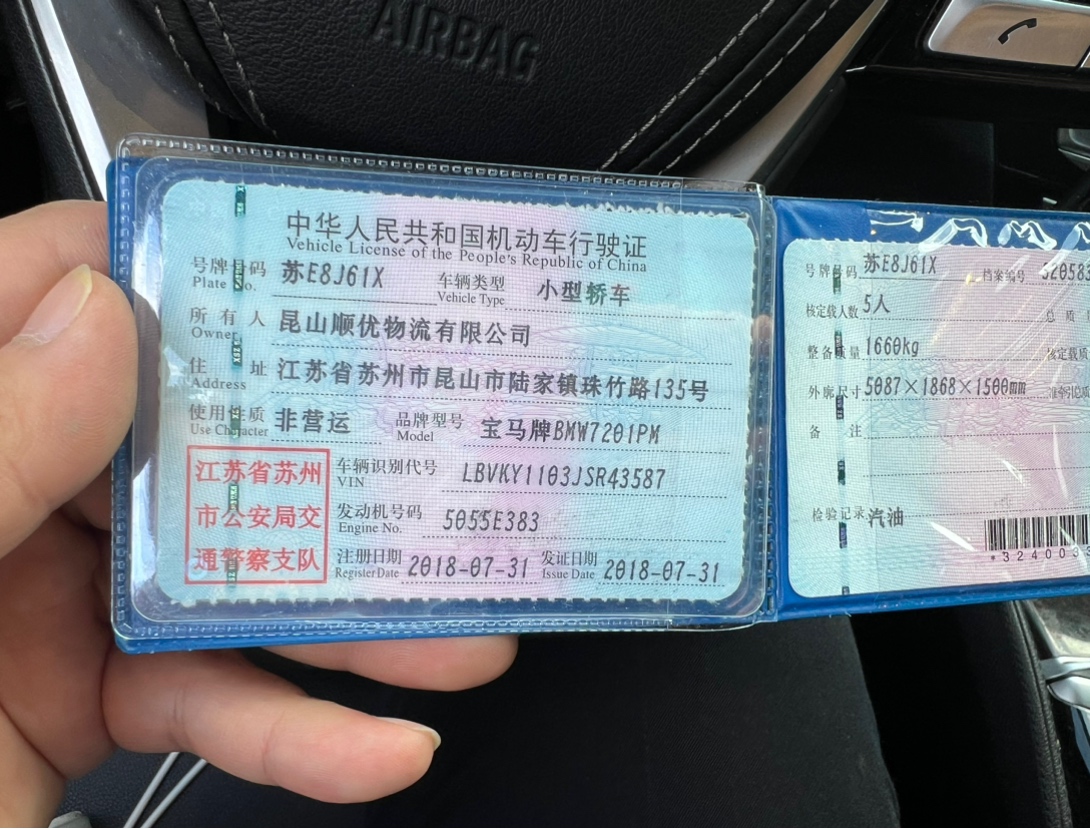 AIRBAG
中华人民共和国机动车行驶证
Vehicle License of the People's Republic of China
号牌号码 苏E8J61X 车辆类型 小型轿车
Plate No. Vehicle Type
所有人 昆山顺优物流有限公司
Owner
住址 江苏省苏州市昆山市陆家镇珠竹路135号
Address
使用性质 非营运 品牌型号 宝马牌BMW7201PM
Use Character Model
江苏省苏州
市公安局交
通警察支队
车辆识别代号 LBVKY1103JSR43587
VIN
发动机号码 5055E383
Engine No.
注册日期 2018-07-31 发证日期 2018-07-31
Register Date Issue Date
号牌号码 苏E8J61X 档案编号 320583
核定载人数 5人 总质
整备质量 1660kg 核定载质
外廓尺寸 5087×1868×1500mm
备注
检验记录 汽油
*324003